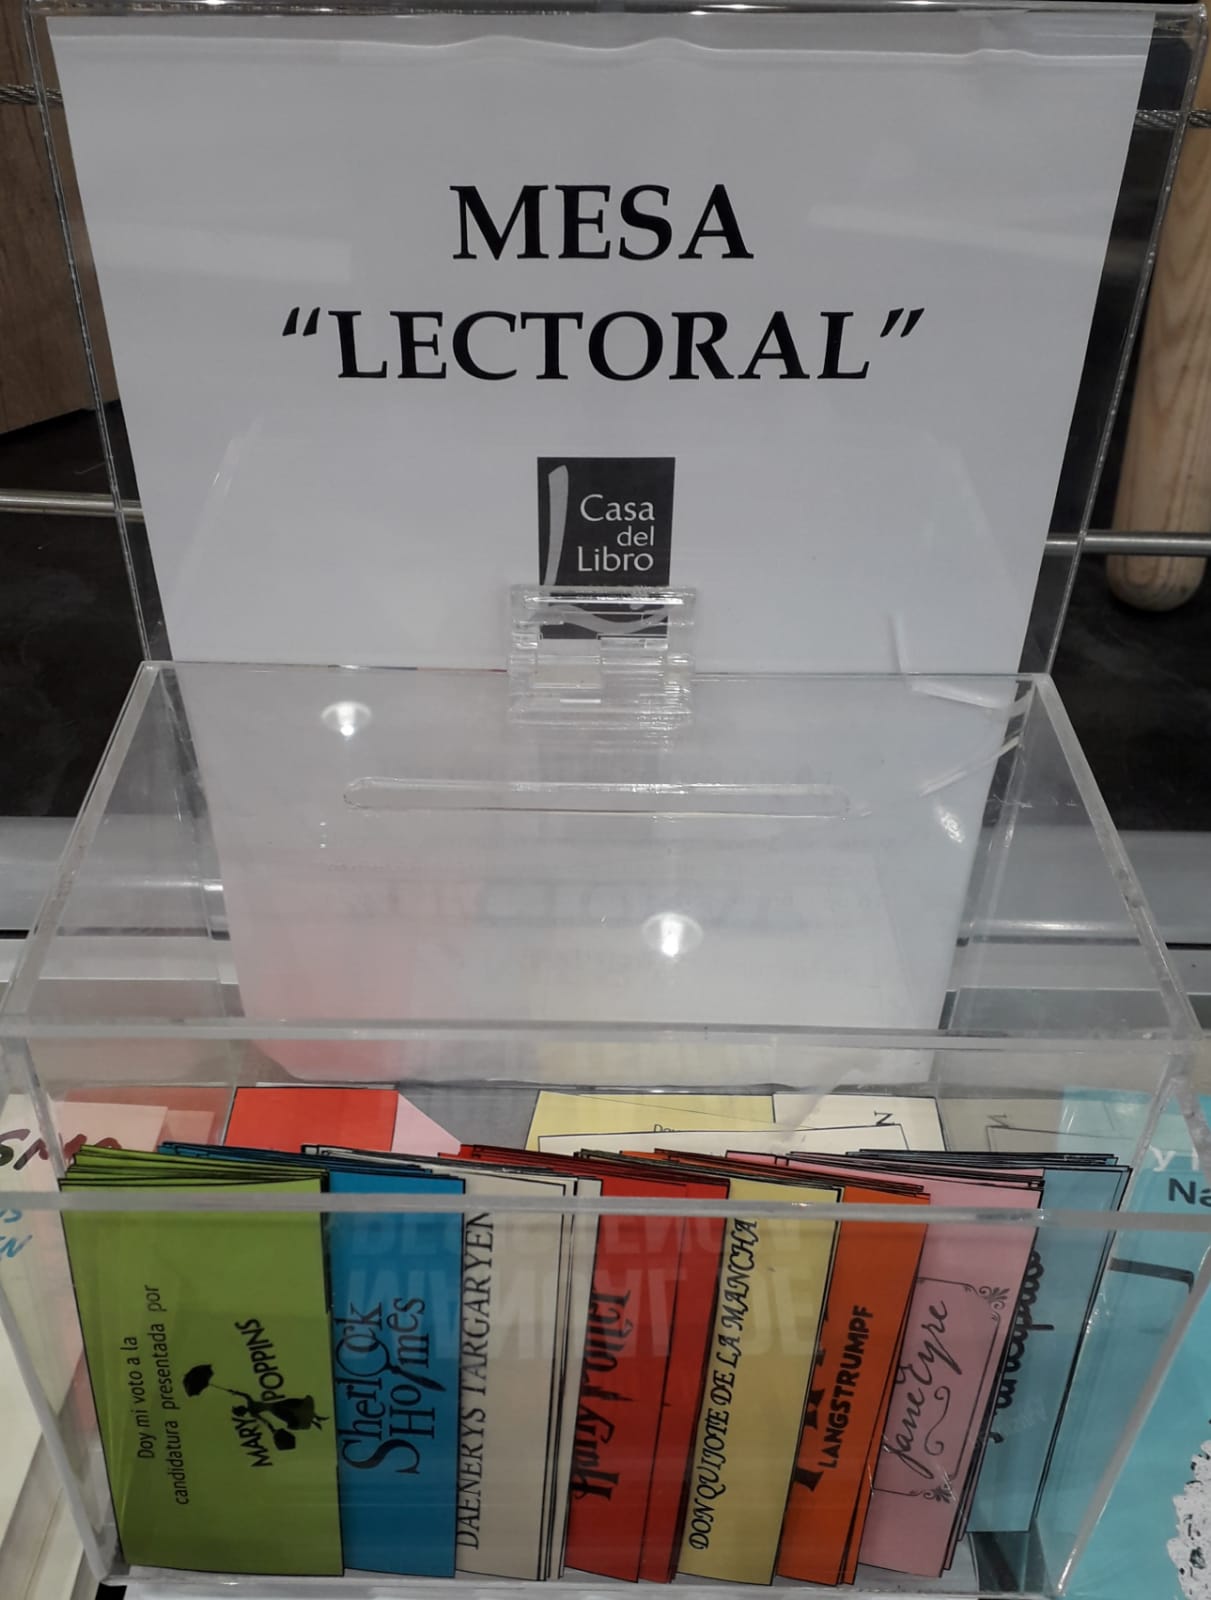 MESA
“LECTORAL”
Casa
del
Libro
Doy mi voto a la
candidatura presentada por
MARY
POPPINS
Sherlock
Holmes
DAENERYS TARGARYEN
Harry Potter
DON QUIJOTE DE LA MANCHA
LANGSTRUMPF
Jane Eyre